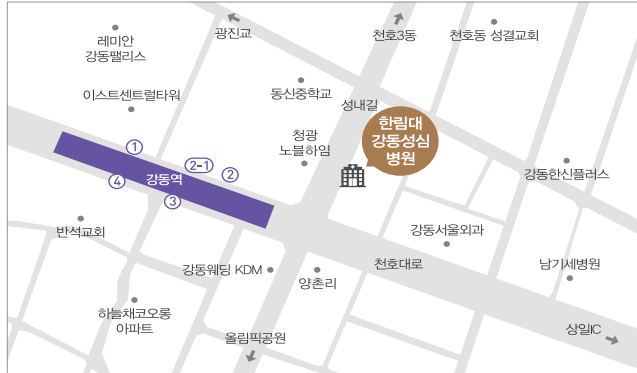 광진교
천호3동
천호동 성결교회
레미안
강동팰리스
이스트센트럴타워
동신중학교
성내길
한림대
강동성심
병원
청광
노블하임
①
2-1
②
강동역
④
③
강동한신플러스
반석교회
강동서울외과
강동웨딩 KDM
양촌리
천호대로
남기세병원
하늘채코오롱
아파트
올림픽공원
상일IC